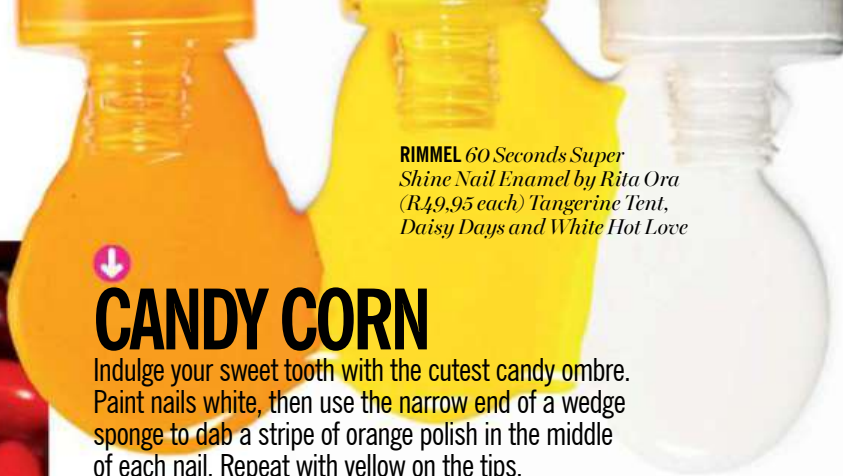 RIMMEL 60 Seconds Super
Shine Nail Enamel by Rita Ora
(R49,95 each) Tangerine Tent,
Daisy Days and White Hot Love
CANDY CORN
Indulge your sweet tooth with the cutest candy ombre.
Paint nails white, then use the narrow end of a wedge
sponge to dab a stripe of orange polish in the middle
of each nail. Repeat with yellow on the tips.